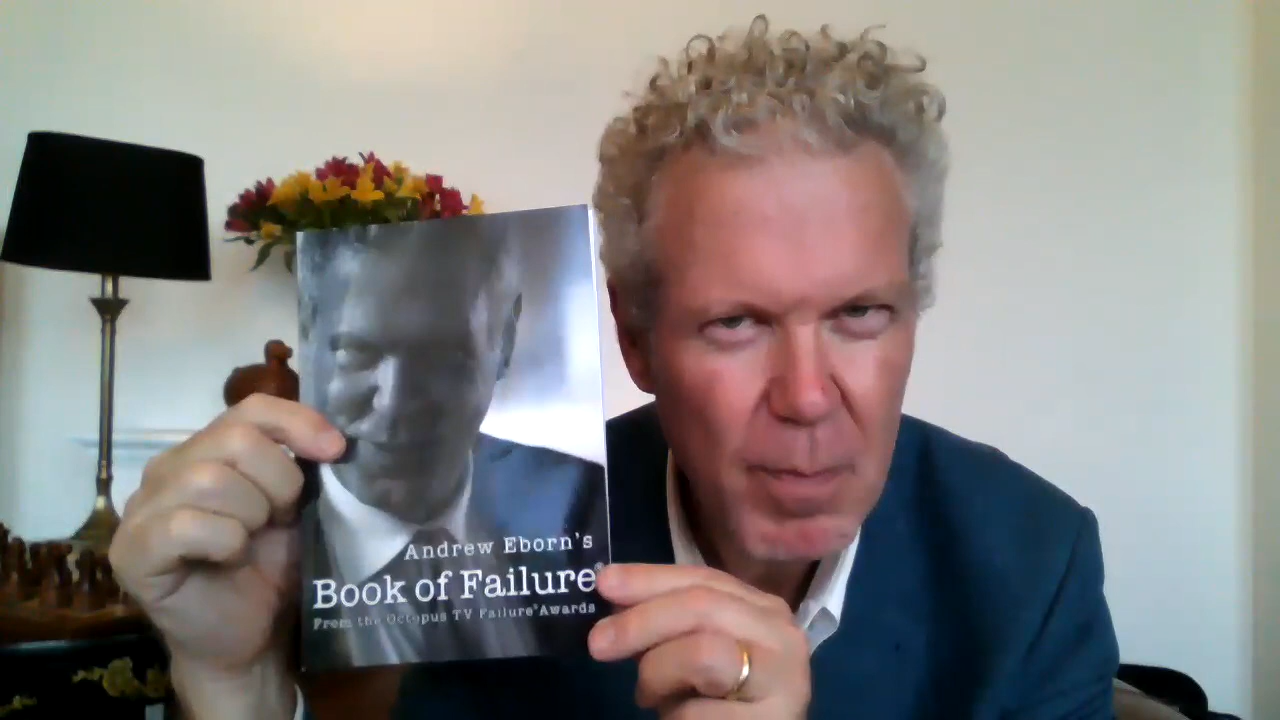 Andrew Eborn's
Book of Failure®
From the Octopus TV Failure® Awards